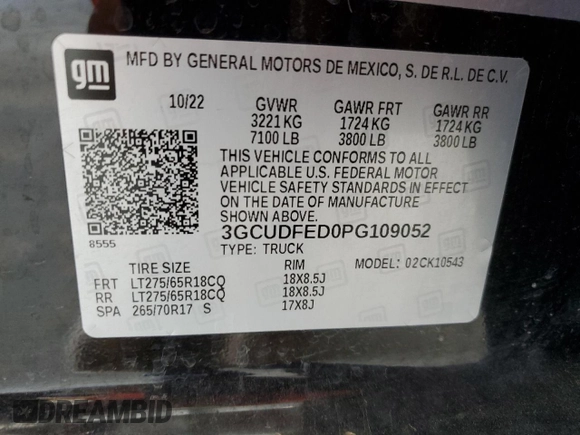 gm
MFD BY GENERAL MOTORS DE MEXICO, S. DE R.L. DE C.V.
10/22 GVWR GAWR FRT GAWR RR
3221 KG 1724 KG 1724 KG
7100 LB 3800 LB 3800 LB
THIS VEHICLE CONFORMS TO ALL
APPLICABLE U.S. FEDERAL MOTOR
VEHICLE SAFETY STANDARDS IN EFFECT
ON THE DATE OF MANUFACTURE
SHOWN ABOVE.
8555
3GCUDFED0PG109052
TYPE: TRUCK MODEL: 02CK10543
TIRE SIZE RIM
FRT LT275/65R18CQ 18X8.5J
RR LT275/65R18CQ 18X8.5J
SPA 265/70R17 S 17X8J
DREAMBID